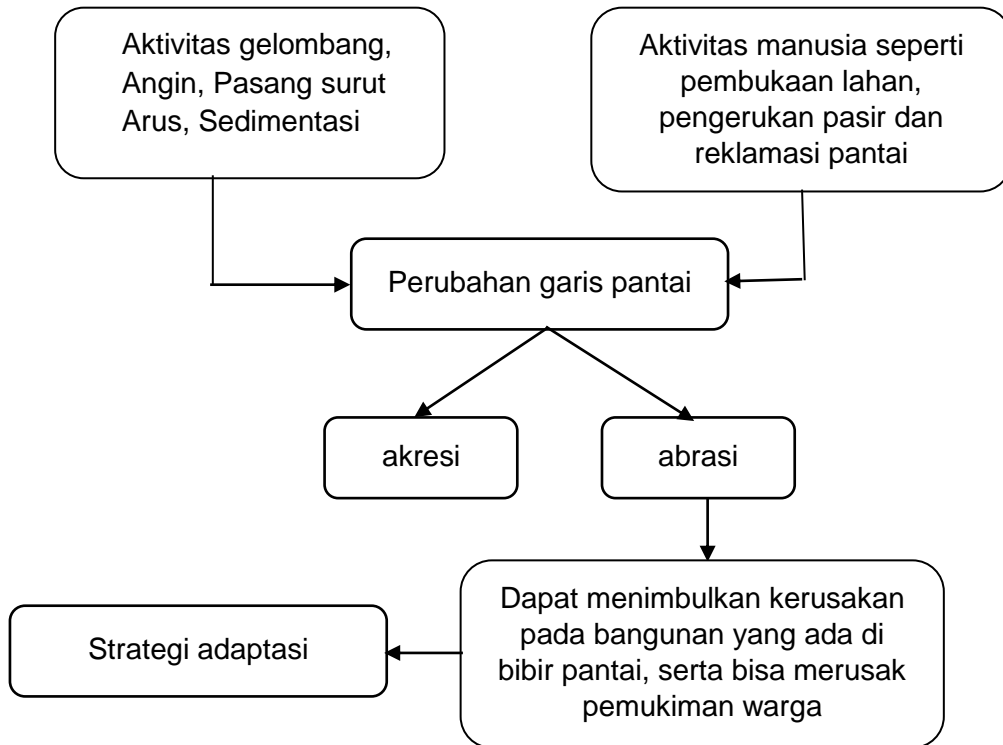 Aktivitas gelombang,
Angin, Pasang surut
Arus, Sedimentasi
Aktivitas manusia seperti
pembukaan lahan,
pengerukan pasir dan
reklamasi pantai
Perubahan garis pantai
akresi
abrasi
Dapat menimbulkan kerusakan
pada bangunan yang ada di
bibir pantai, serta bisa merusak
pemukiman warga
Strategi adaptasi